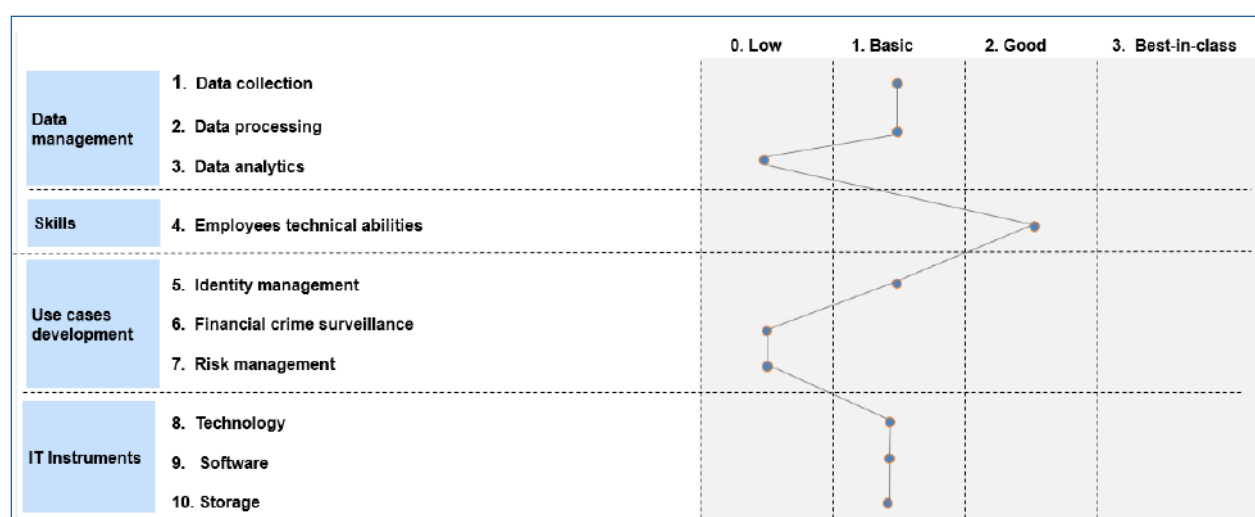 0. Low 1. Basic 2. Good 3. Best-in-class
Data
management
1. Data collection
2. Data processing
3. Data analytics
Skills
4. Employees technical abilities
Use cases
development
5. Identity management
6. Financial crime surveillance
7. Risk management
IT Instruments
8. Technology
9. Software
10. Storage